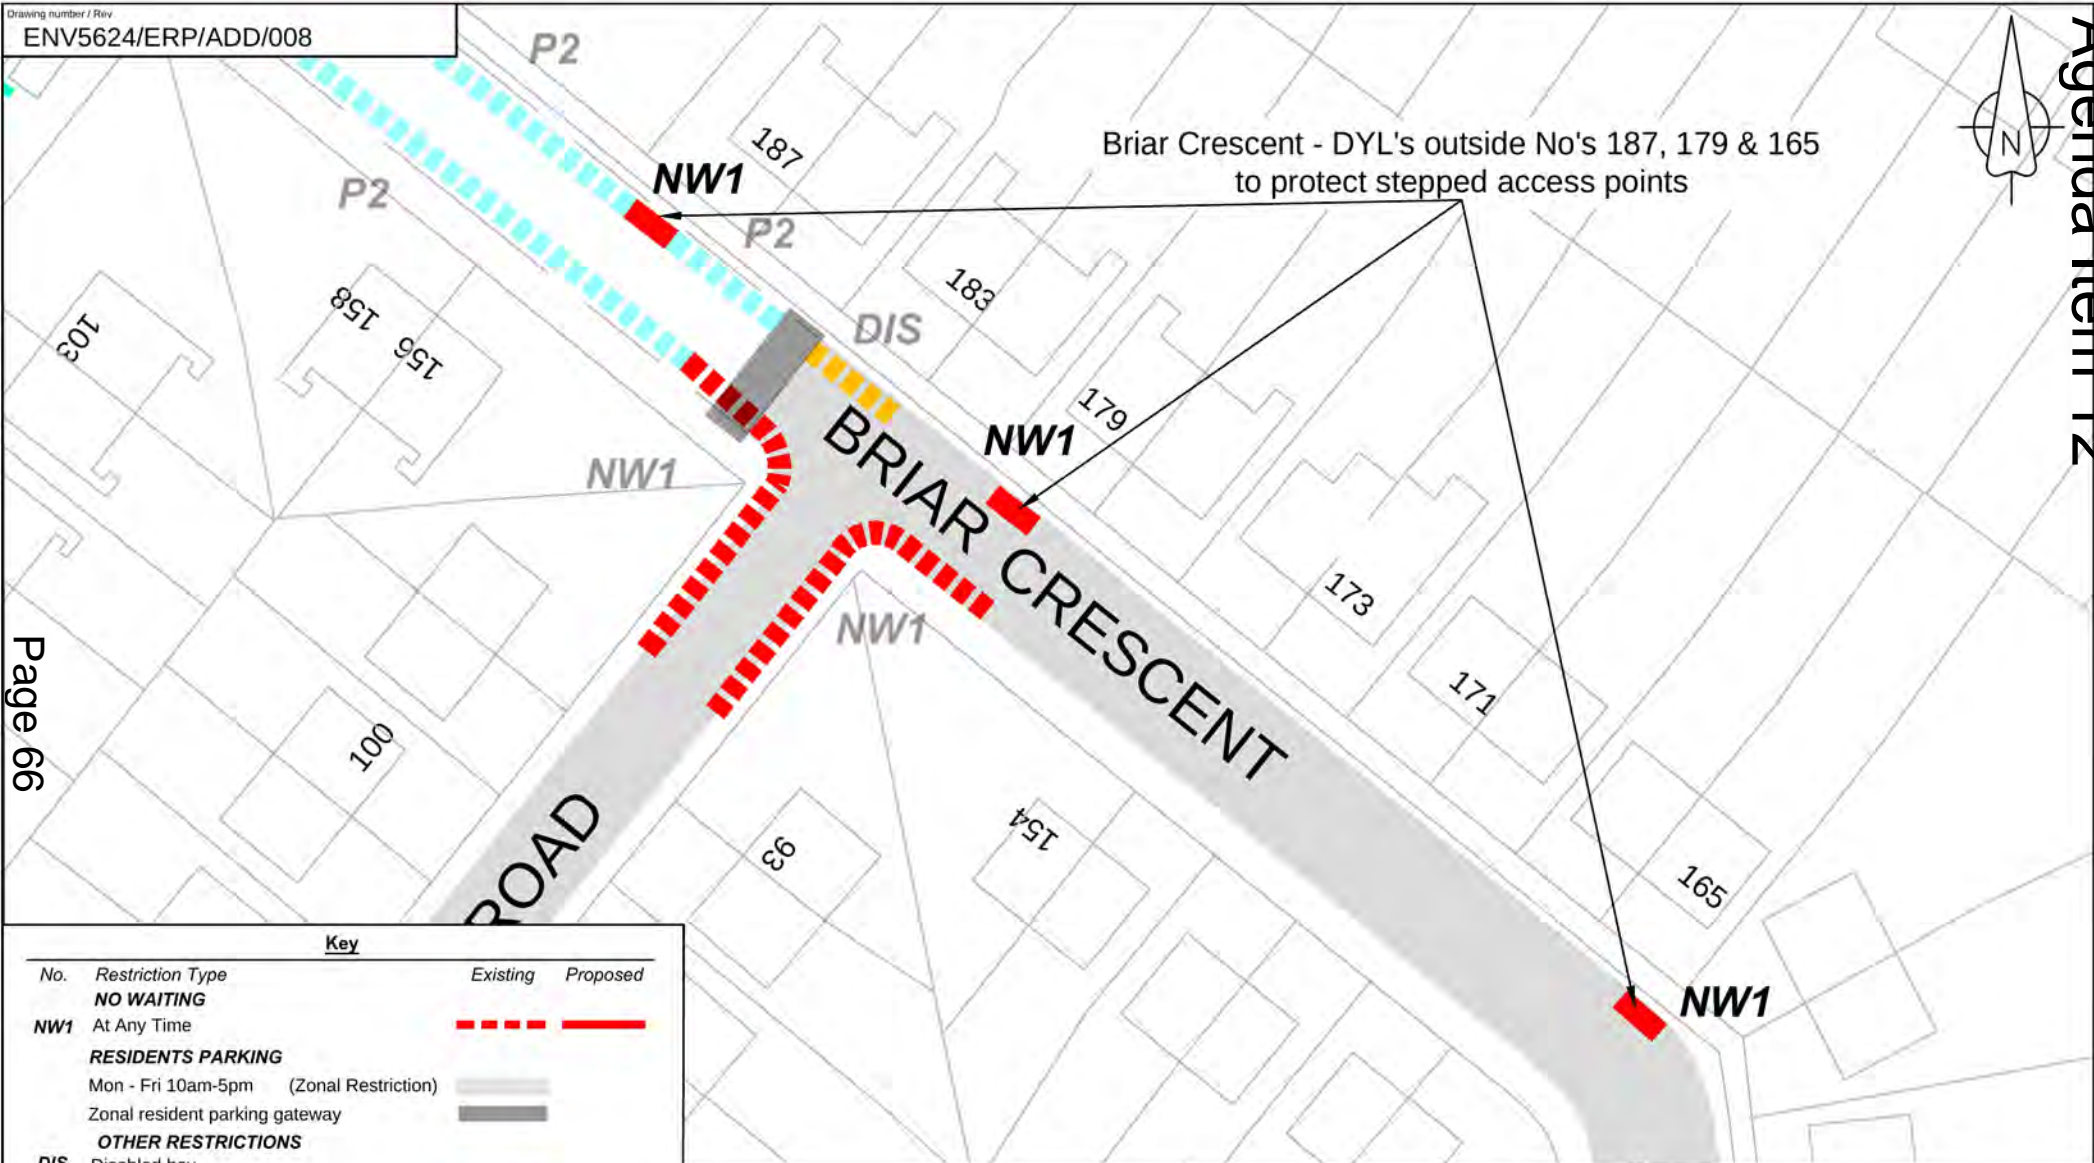 Drawing number / Rev
ENV5624/ERP/ADD/008
Agenda Item 12
Page 66
Briar Crescent - DYL's outside No's 187, 179 & 165
to protect stepped access points
N
P2
P2
P2
NW1
DIS
NW1
NW1
NW1
NW1
187
183
179
173
171
165
103
158
156
100
93
154
BRIAR CRESCENT
ROAD
Key
No. Restriction Type Existing Proposed
NO WAITING
NW1 At Any Time
RESIDENTS PARKING
Mon - Fri 10am-5pm (Zonal Restriction)
Zonal resident parking gateway
OTHER RESTRICTIONS
DIS Disabled bay